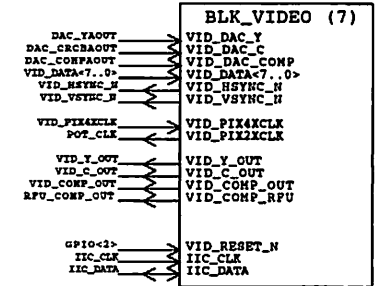 BLK_VIDEO (7)
DAC_YAOUT VID_DAC_Y
DAC_CRCBAOUT VID_DAC_C
DAC_COMPAOUT VID_DAC_COMP
VID_DATA<7..0> VID_DATA<7..0>
VID_HSYNC_N VID_HSYNC_N
VID_VSYNC_N VID_VSYNC_N
VID_PIX4XCLK VID_PIX4XCLK
POT_CLK VID_PIX2XCLK
VID_Y_OUT VID_Y_OUT
VID_C_OUT VID_C_OUT
VID_COMP_OUT VID_COMP_OUT
RFU_COMP_OUT VID_COMP_RFU
GPIO<2> VID_RESET_N
IIC_CLK IIC_CLK
IIC_DATA IIC_DATA